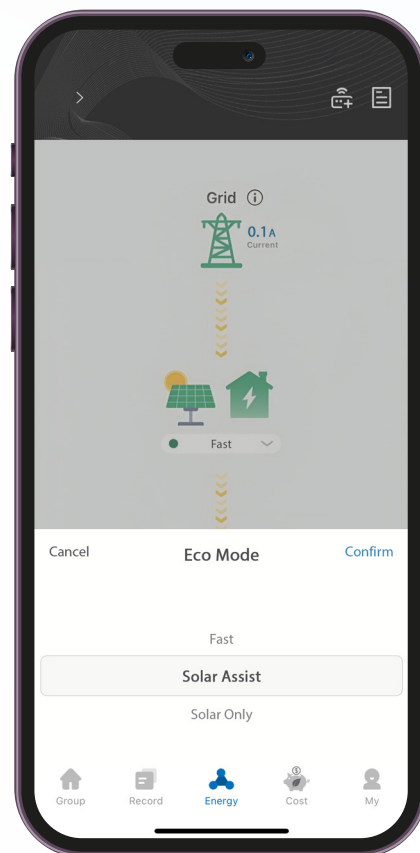 Grid
0.1A
Current
Fast
Cancel
Eco Mode
Confirm
Fast
Solar Assist
Solar Only
Group
Record
Energy
Cost
My